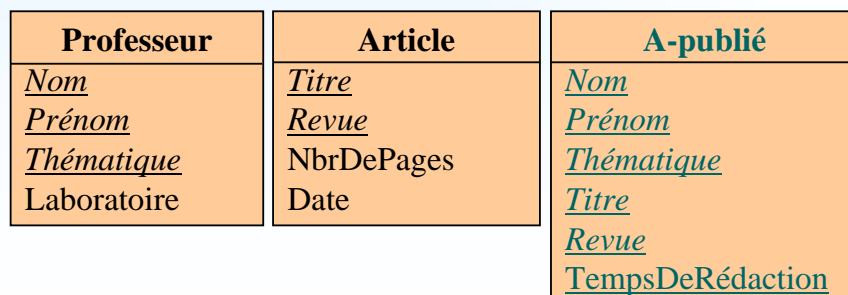 Professeur
Nom
Prénom
Thématique
Laboratoire
Article
Titre
Revue
NbrDePages
Date
A-publié
Nom
Prénom
Thématique
Titre
Revue
TempsDeRédaction